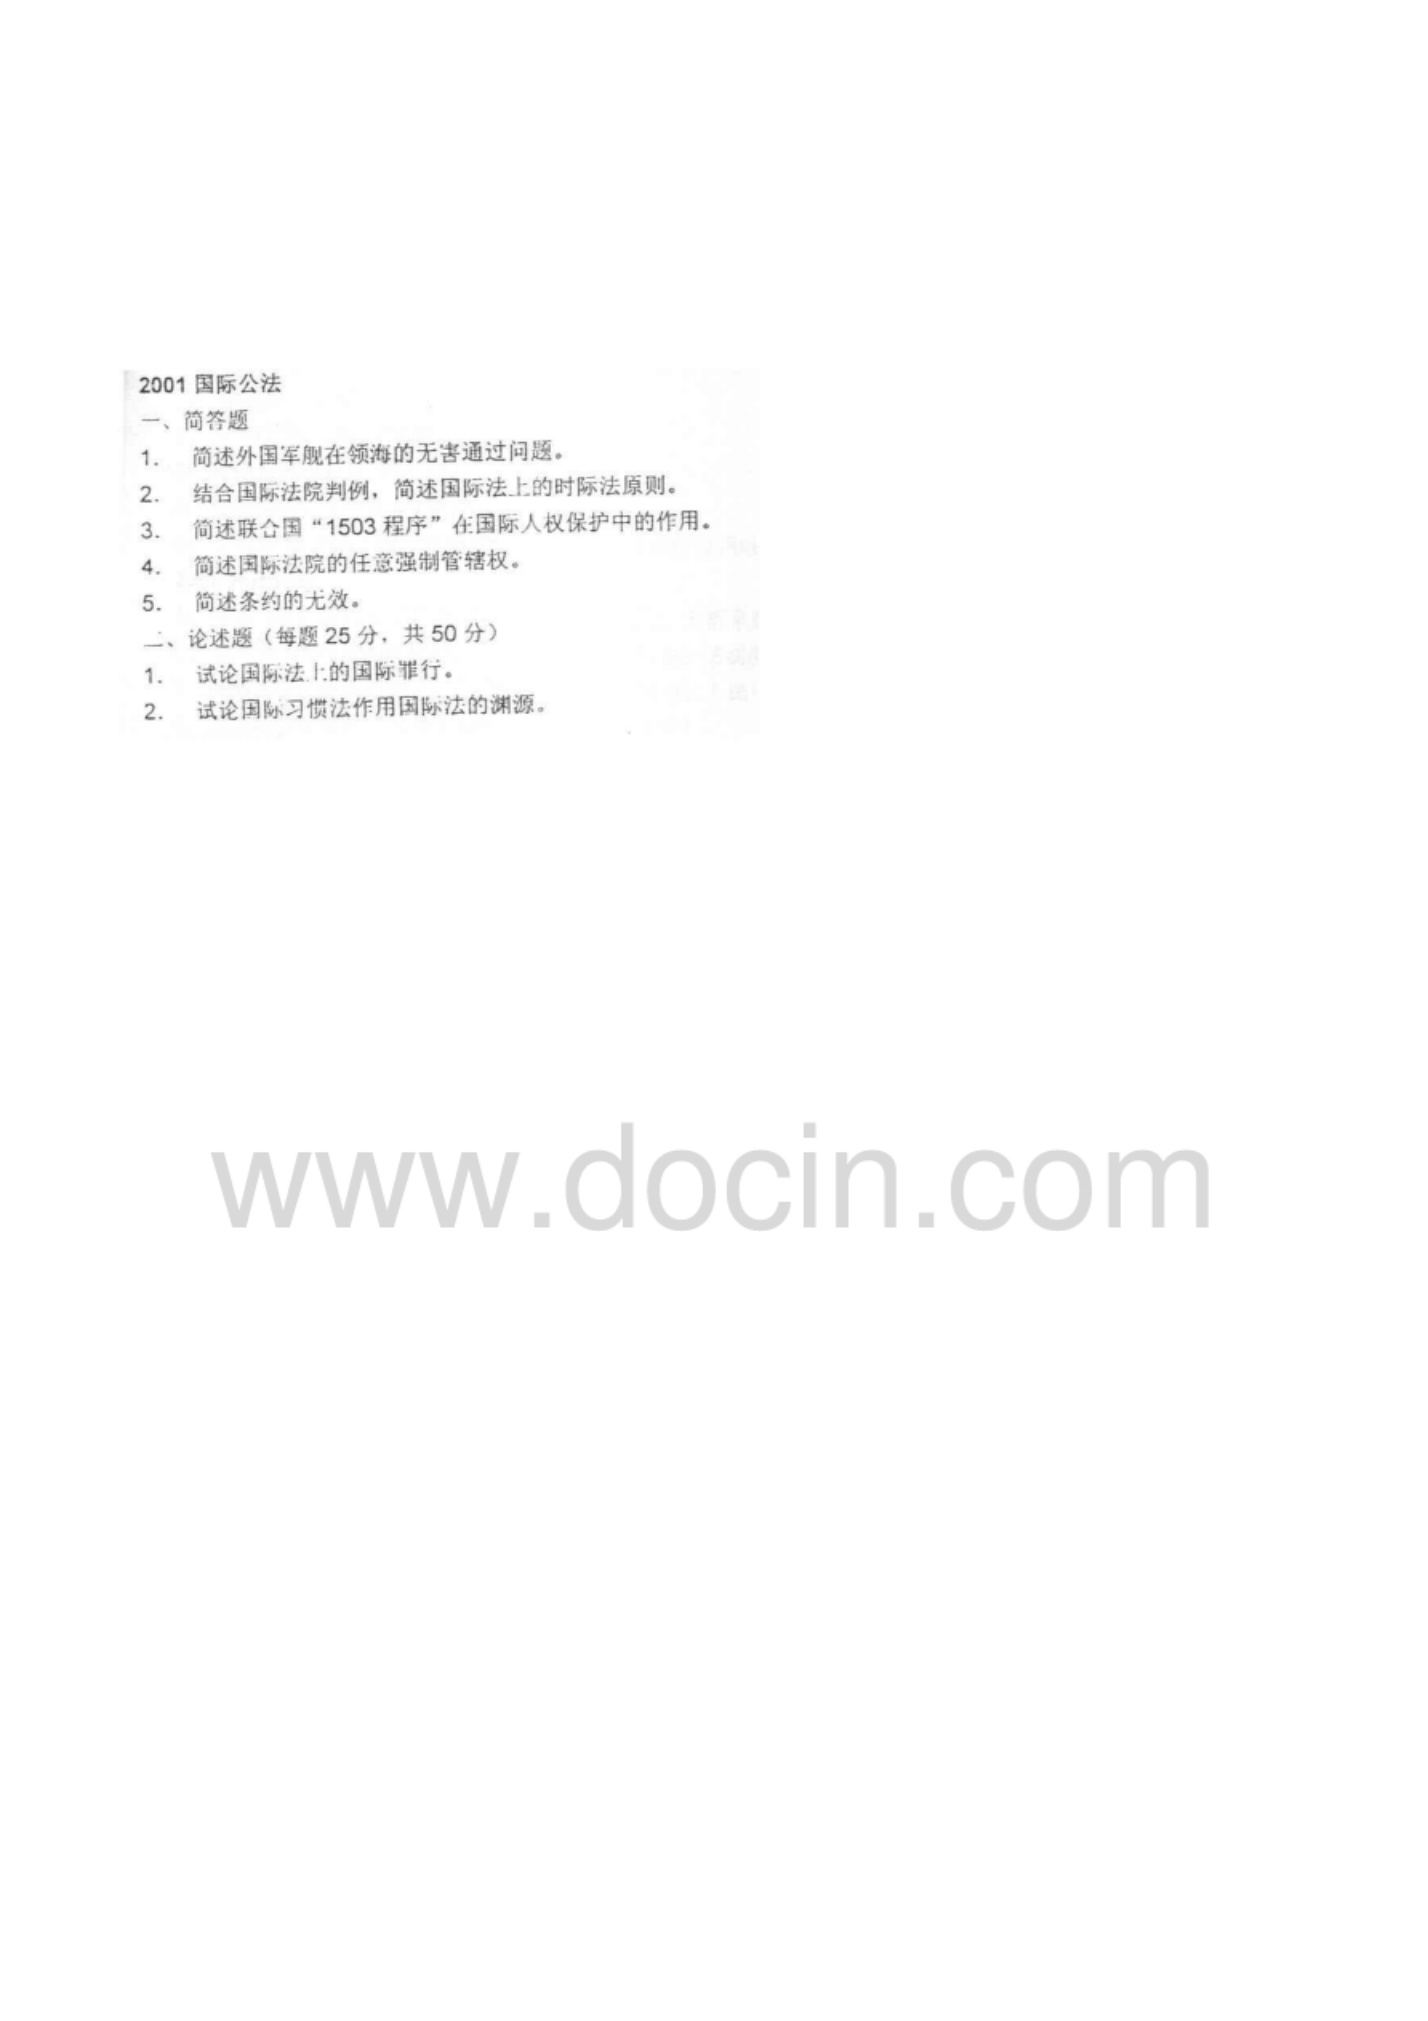 2001 国际公法
一、简答题
1. 简述外国军舰在领海的无害通过问题。
2. 结合国际法院判例，简述国际法上的时际法原则。
3. 简述联合国“1503 程序”在国际人权保护中的作用。
4. 简述国际法院的任意强制管辖权。
5. 简述条约的无效。
二、论述题（每题 25 分，共 50 分）
1. 试论国际法上的国际罪行。
2. 试论国际习惯法作用国际法的渊源。
www.docin.com